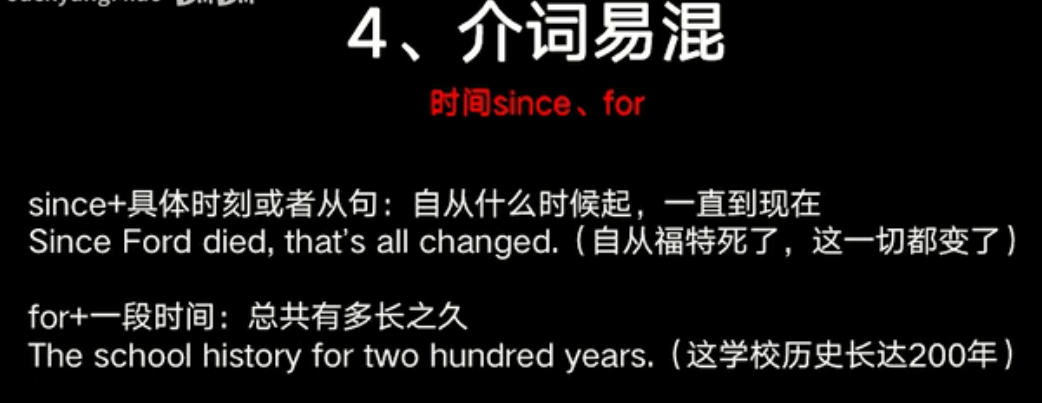 4、介词易混
时间since、for
since+具体时刻或者从句：自从什么时候起，一直到现在
Since Ford died, that's all changed.（自从福特死了，这一切都变了）
for+一段时间：总共有多长之久
The school history for two hundred years.（这学校历史长达200年）